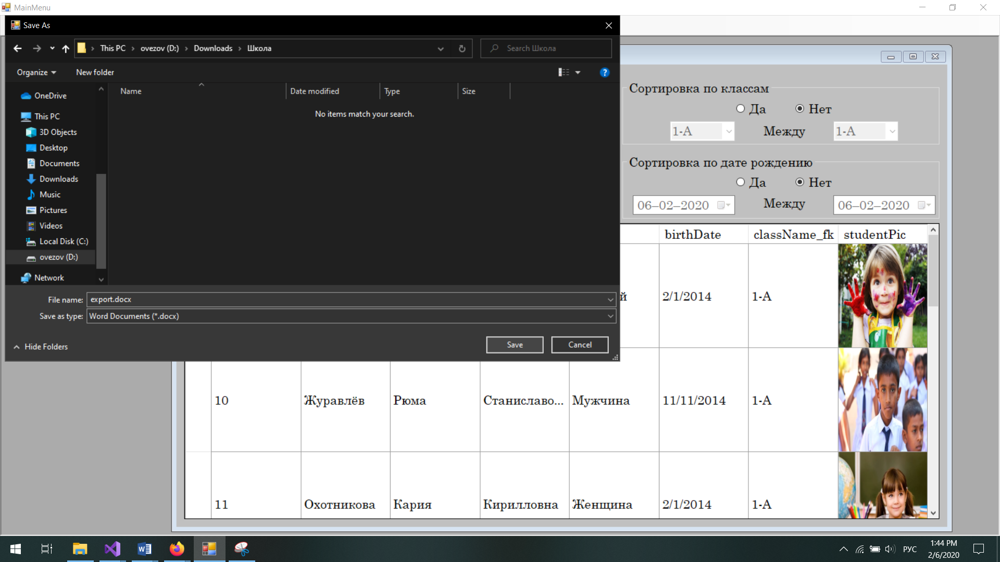 MainMenu
Save As
This PC
ovezov (D:)
Downloads
Школа
Search Школа
Organize
New folder
?
OneDrive
This PC
3D Objects
Desktop
Documents
Downloads
Music
Pictures
Videos
Local Disk (C:)
ovezov (D:)
Network
Name
Date modified
Type
Size
No items match your search.
File name:
export.docx
Save as type:
Word Documents (*.docx)
Hide Folders
Save
Cancel
Сортировка по классам
Да
Нет
1-А
Между
1-А
Сортировка по дате рождению
Да
Нет
06–02–2020
Между
06–02–2020
birthDate
className_fk
studentPic
й
2/1/2014
1-А
10
Журавлёв
Рюма
Станиславо...
Мужчина
11/11/2014
1-А
11
Охотникова
Кария
Кирилловна
Женщина
2/1/2014
1-А
РУС
1:44 PM
2/6/2020